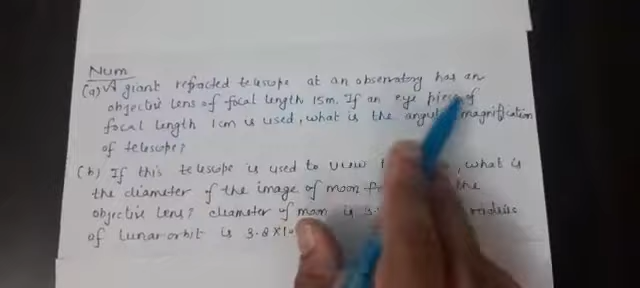 Num
(a) A giant refracted telescope at an observatory has an
objective lens of focal length 15m. If an eye piece of
focal length 1cm is used, what is the angular magnification
of telescope?
(b) If this telescope is used to view what is
the diameter of the image of moon the
objective lens? diameter of moon is 3.
of lunar orbit is 3.8×1